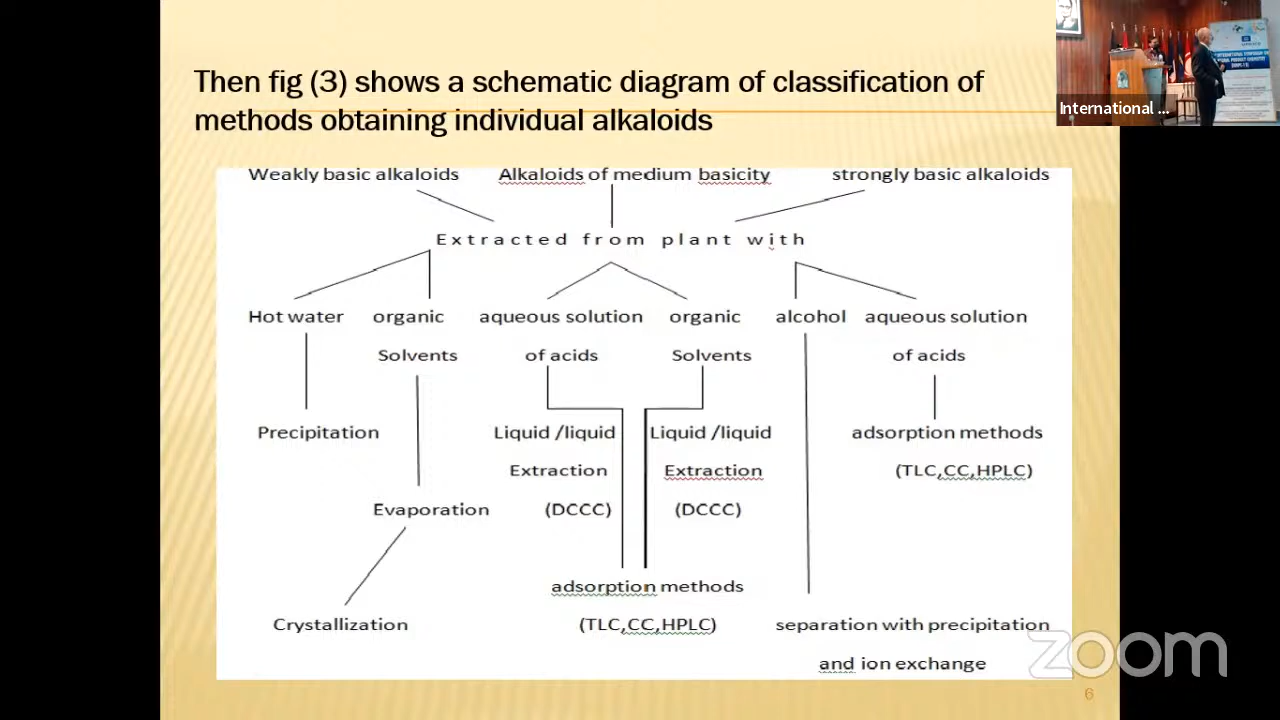 Then fig (3) shows a schematic diagram of classification of
methods obtaining individual alkaloids
International ...
Weakly basic alkaloids Alkaloids of medium basicity strongly basic alkaloids
Extracted from plant with
Hot water organic aqueous solution organic alcohol aqueous solution
Solvents of acids Solvents of acids
Precipitation Liquid /liquid Liquid /liquid adsorption methods
Extraction Extraction (TLC,CC,HPLC)
Evaporation (DCCC) (DCCC)
adsorption methods
Crystallization (TLC,CC,HPLC) separation with precipitation
and ion exchange
zoom
6